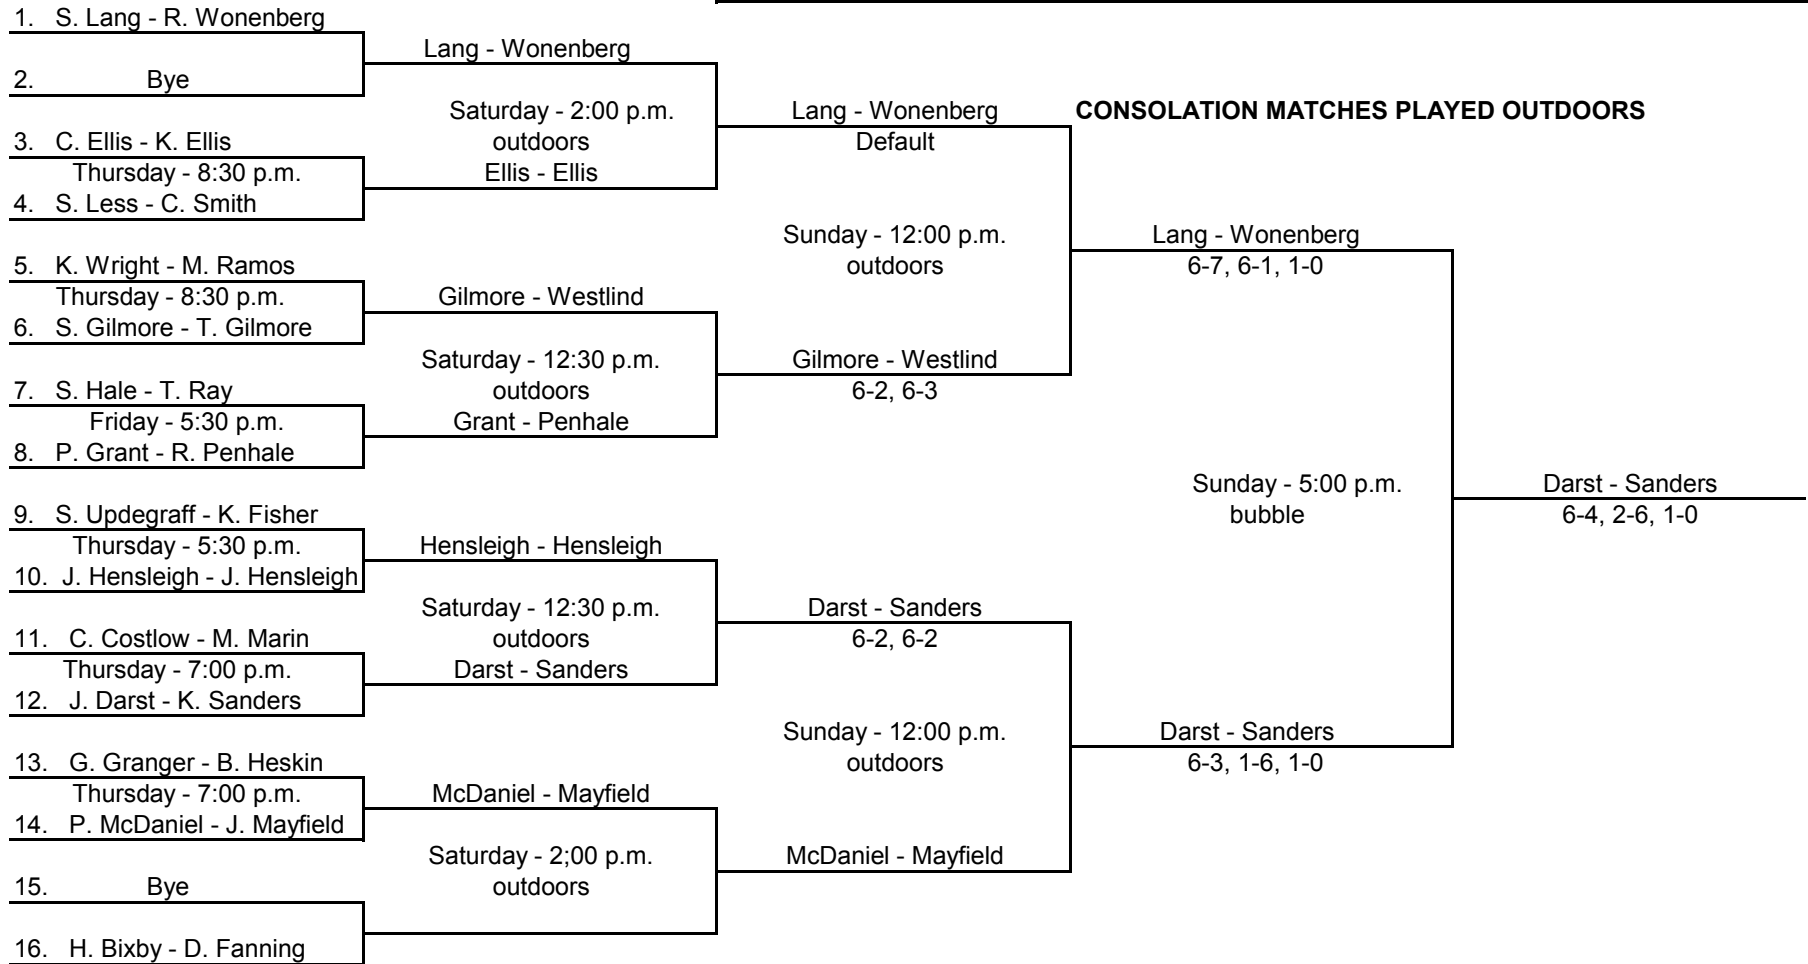 1. S. Lang - R. Wonenberg
Lang - Wonenberg
2. Bye
Saturday - 2:00 p.m.
outdoors
Lang - Wonenberg
Default
CONSOLATION MATCHES PLAYED OUTDOORS
3. C. Ellis - K. Ellis
Thursday - 8:30 p.m.
Ellis - Ellis
4. S. Less - C. Smith
Sunday - 12:00 p.m.
outdoors
Lang - Wonenberg
6-7, 6-1, 1-0
5. K. Wright - M. Ramos
Thursday - 8:30 p.m.
Gilmore - Westlind
6. S. Gilmore - T. Gilmore
Saturday - 12:30 p.m.
outdoors
Gilmore - Westlind
6-2, 6-3
7. S. Hale - T. Ray
Friday - 5:30 p.m.
Grant - Penhale
8. P. Grant - R. Penhale
Sunday - 5:00 p.m.
bubble
Darst - Sanders
6-4, 2-6, 1-0
9. S. Updegraff - K. Fisher
Thursday - 5:30 p.m.
Hensleigh - Hensleigh
10. J. Hensleigh - J. Hensleigh
Saturday - 12:30 p.m.
outdoors
Darst - Sanders
6-2, 6-2
11. C. Costlow - M. Marin
Thursday - 7:00 p.m.
Darst - Sanders
12. J. Darst - K. Sanders
Sunday - 12:00 p.m.
outdoors
Darst - Sanders
6-3, 1-6, 1-0
13. G. Granger - B. Heskin
Thursday - 7:00 p.m.
McDaniel - Mayfield
14. P. McDaniel - J. Mayfield
Saturday - 2;00 p.m.
outdoors
McDaniel - Mayfield
15. Bye
16. H. Bixby - D. Fanning